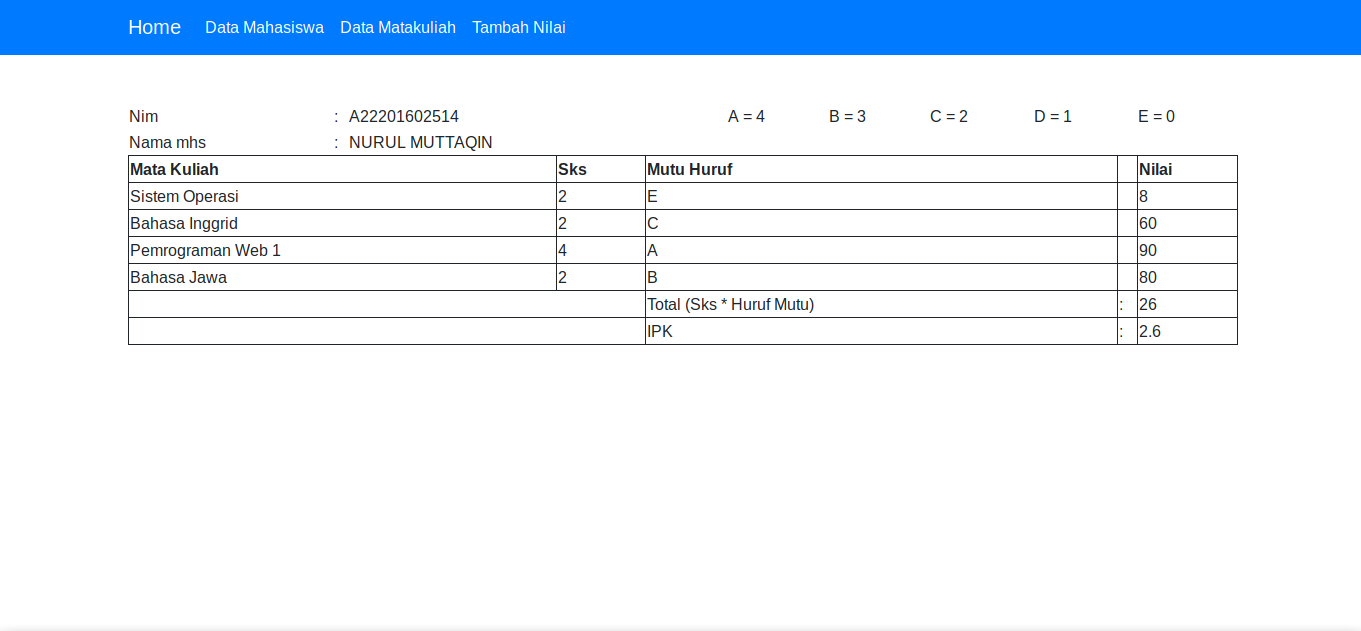 Home Data Mahasiswa Data Matakuliah Tambah Nilai
Nim : A22201602514 A = 4 B = 3 C = 2 D = 1 E = 0
Nama mhs : NURUL MUTTAQIN
Mata Kuliah Sks Mutu Huruf Nilai
Sistem Operasi 2 E 8
Bahasa Inggrid 2 C 60
Pemrograman Web 1 4 A 90
Bahasa Jawa 2 B 80
Total (Sks * Huruf Mutu) : 26
IPK : 2.6